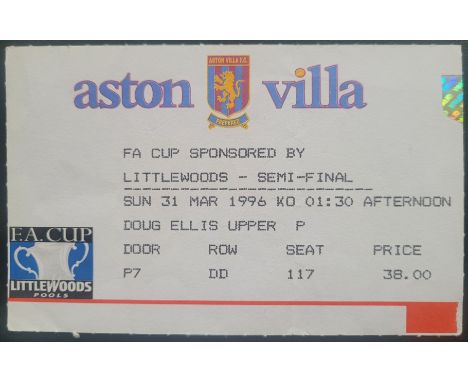 aston villa
ASTON VILLA F.C.
PREPARED
FA CUP SPONSORED BY
LITTLEWOODS - SEMI-FINAL
SUN 31 MAR 1996 KO 01:30 AFTERNOON
DOUG ELLIS UPPER P
DOOR ROW SEAT PRICE
P7 DD 117 38.00
F.A. CUP
LITTLEWOODS
POOLS